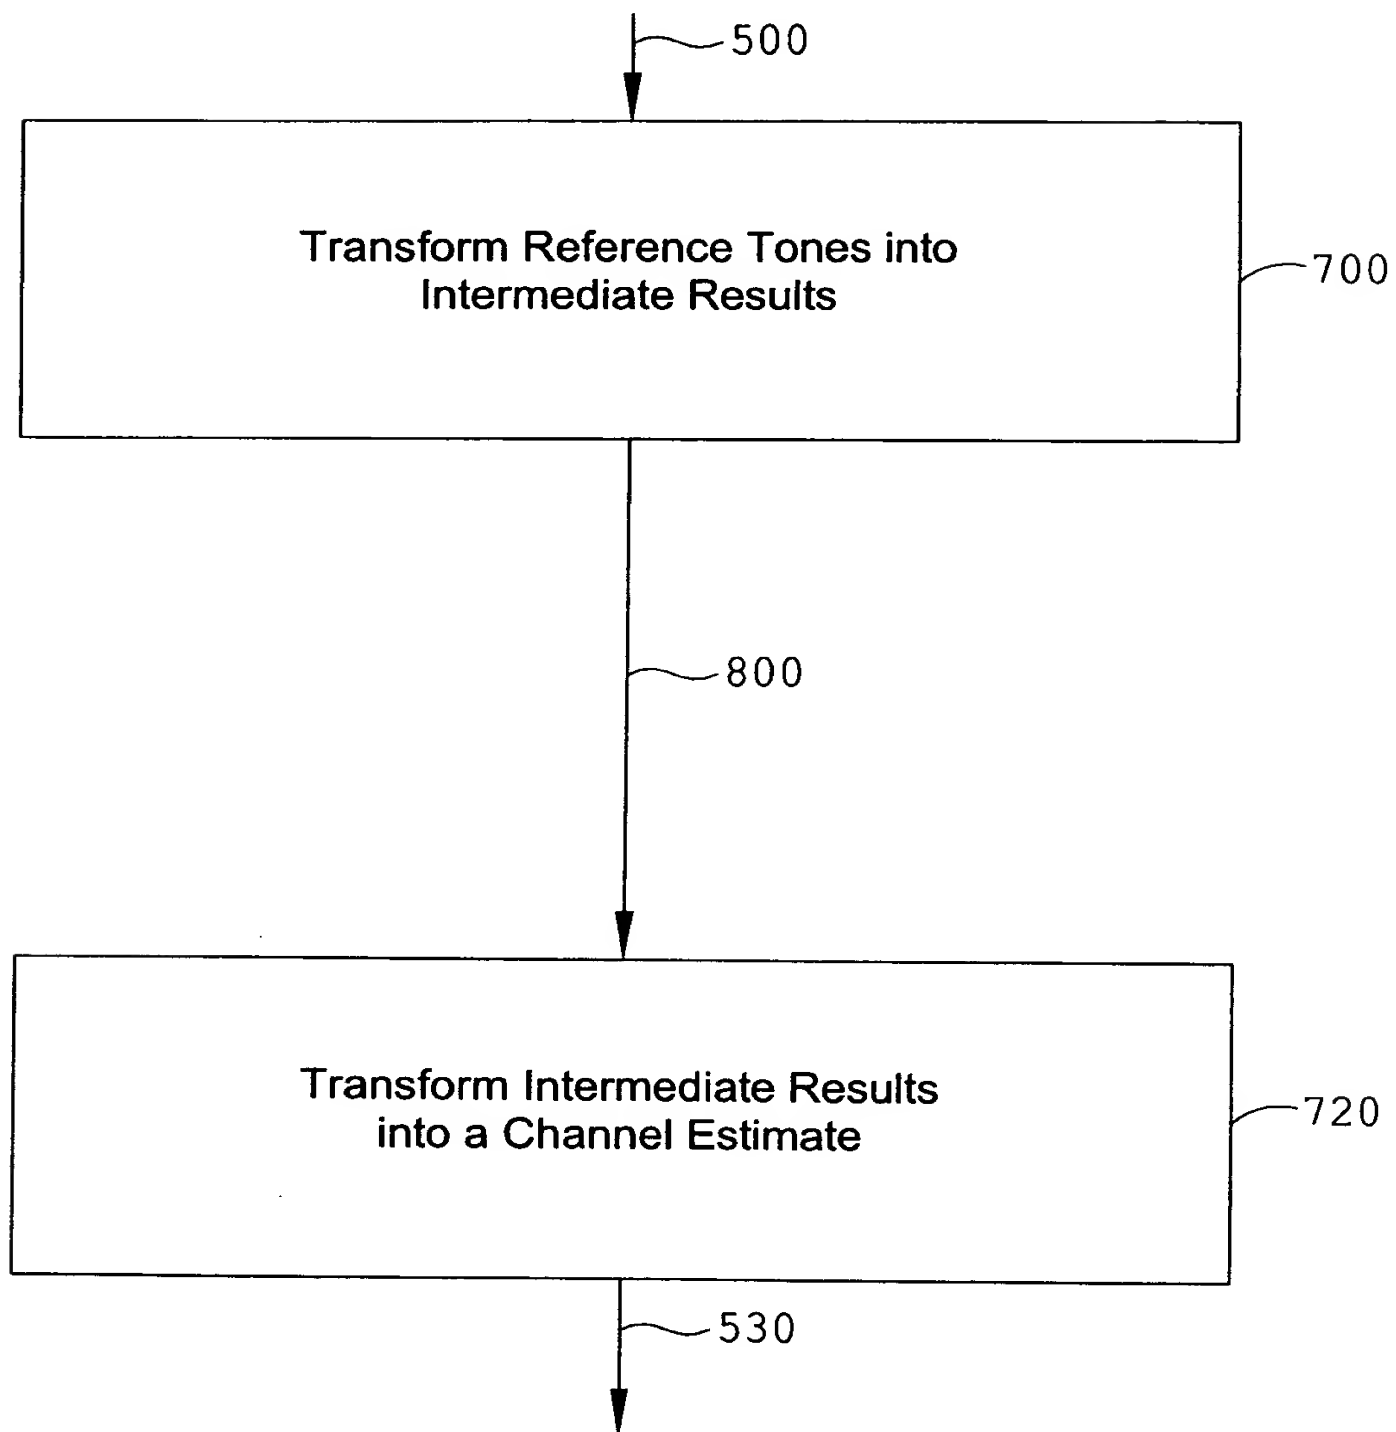 500
Transform Reference Tones into
Intermediate Results
700
800
Transform Intermediate Results
into a Channel Estimate
720
530